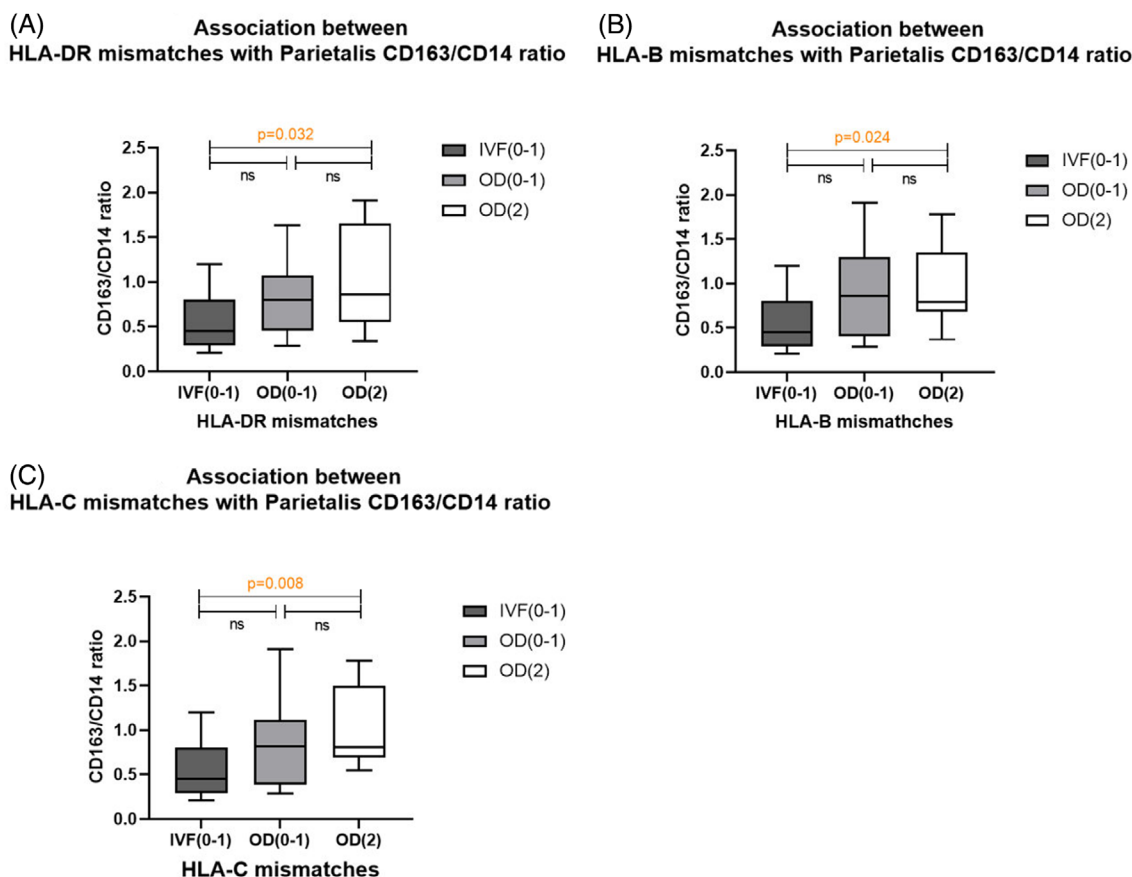 (A)
Association between
HLA-DR mismatches with Parietalis CD163/CD14 ratio
p=0.032
ns ns
2.5
2.0
1.5
1.0
0.5
0.0
CD163/CD14 ratio
IVF(0-1) OD(0-1) OD(2)
HLA-DR mismatches
IVF(0-1)
OD(0-1)
OD(2)
(B)
Association between
HLA-B mismatches with Parietalis CD163/CD14 ratio
p=0.024
ns ns
2.5
2.0
1.5
1.0
0.5
0.0
CD163/CD14 ratio
IVF(0-1) OD(0-1) OD(2)
HLA-B mismathches
IVF(0-1)
OD(0-1)
OD(2)
(C)
Association between
HLA-C mismatches with Parietalis CD163/CD14 ratio
p=0.008
ns ns
2.5
2.0
1.5
1.0
0.5
0.0
CD163/CD14 ratio
IVF(0-1) OD(0-1) OD(2)
HLA-C mismatches
IVF(0-1)
OD(0-1)
OD(2)